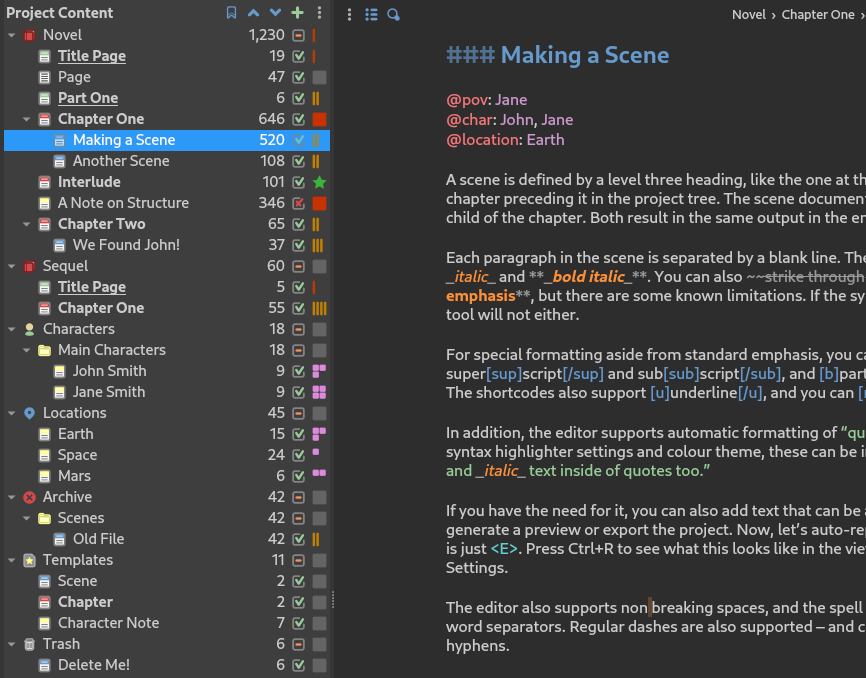 Project Content
Novel 1,230
Title Page 19
Page 47
Part One 6
Chapter One 646
Making a Scene 520
Another Scene 108
Interlude 101
A Note on Structure 346
Chapter Two 65
We Found John! 37
Sequel 60
Title Page 5
Chapter One 55
Characters 18
Main Characters 18
John Smith 9
Jane Smith 9
Locations 45
Earth 15
Space 24
Mars 6
Archive 42
Scenes 42
Old File 42
Templates 11
Scene 2
Chapter 2
Character Note 7
Trash 6
Delete Me! 6
Novel › Chapter One ›
### Making a Scene
@pov: Jane
@char: John, Jane
@location: Earth
A scene is defined by a level three heading, like the one at th
chapter preceding it in the project tree. The scene documen
child of the chapter. Both result in the same output in the en
Each paragraph in the scene is separated by a blank line. The
_italic_ and **_bold italic_**. You can also ~~strike through
emphasis**, but there are some known limitations. If the sy
tool will not either.
For special formatting aside from standard emphasis, you ca
super[sup]script[/sup] and sub[sub]script[/sub], and [b]part
The shortcodes also support [u]underline[/u], and you can [
In addition, the editor supports automatic formatting of “qu
syntax highlighter settings and colour theme, these can be i
and _italic_ text inside of quotes too.”
If you have the need for it, you can also add text that can be a
generate a preview or export the project. Now, let’s auto-rep
is just <E>. Press Ctrl+R to see what this looks like in the vie
Settings.
The editor also supports non breaking spaces, and the spell
word separators. Regular dashes are also supported – and c
hyphens.